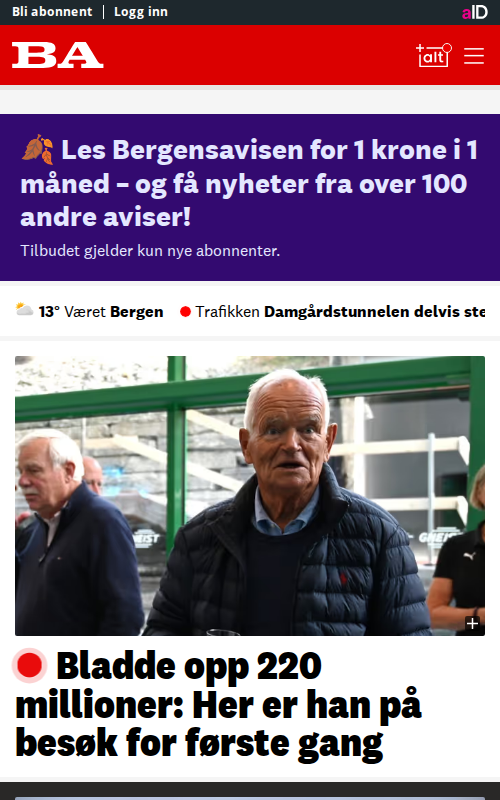 Bli abonnent | Logg inn
aID
BA
alt
Les Bergensavisen for 1 krone i 1
måned – og få nyheter fra over 100
andre aviser!
Tilbudet gjelder kun nye abonnenter.
13° Været Bergen
Trafikken Damgårdstunnelen delvis ste
GNEIST
GNEIST
Bladde opp 220
millioner: Her er han på
besøk for første gang